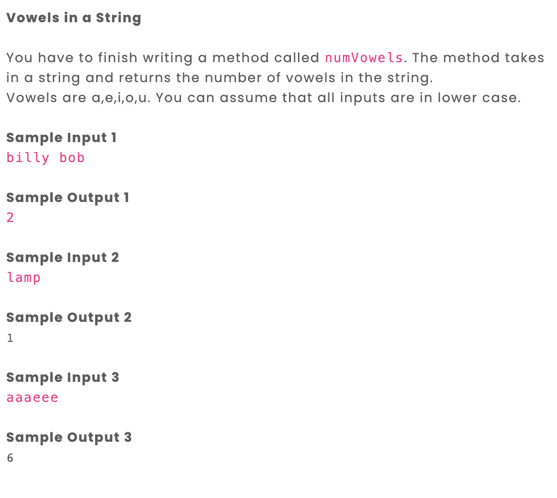 Vowels in a String
You have to finish writing a method called numVowels. The method takes
in a string and returns the number of vowels in the string.
Vowels are a,e,i,o,u. You can assume that all inputs are in lower case.
Sample Input 1
billy bob
Sample Output 1
2
Sample Input 2
lamp
Sample Output 2
1
Sample Input 3
aaaeee
Sample Output 3
6